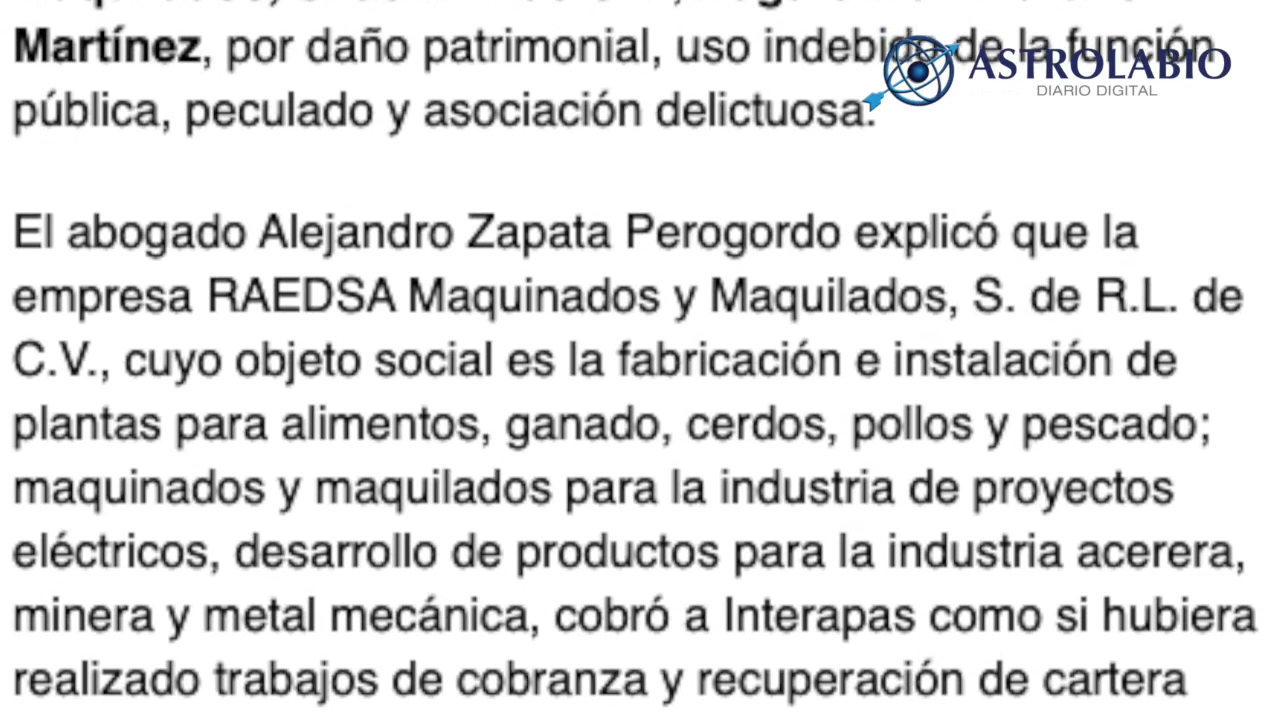 Martínez, por daño patrimonial, uso indebido de la función
ASTROLABIO
DIARIO DIGITAL
pública, peculado y asociación delictuosa.
El abogado Alejandro Zapata Perogordo explicó que la
empresa RAEDSA Maquinados y Maquilados, S. de R.L. de
C.V., cuyo objeto social es la fabricación e instalación de
plantas para alimentos, ganado, cerdos, pollos y pescado;
maquinados y maquilados para la industria de proyectos
eléctricos, desarrollo de productos para la industria acerera,
minera y metal mecánica, cobró a Interapas como si hubiera
realizado trabajos de cobranza y recuperación de cartera